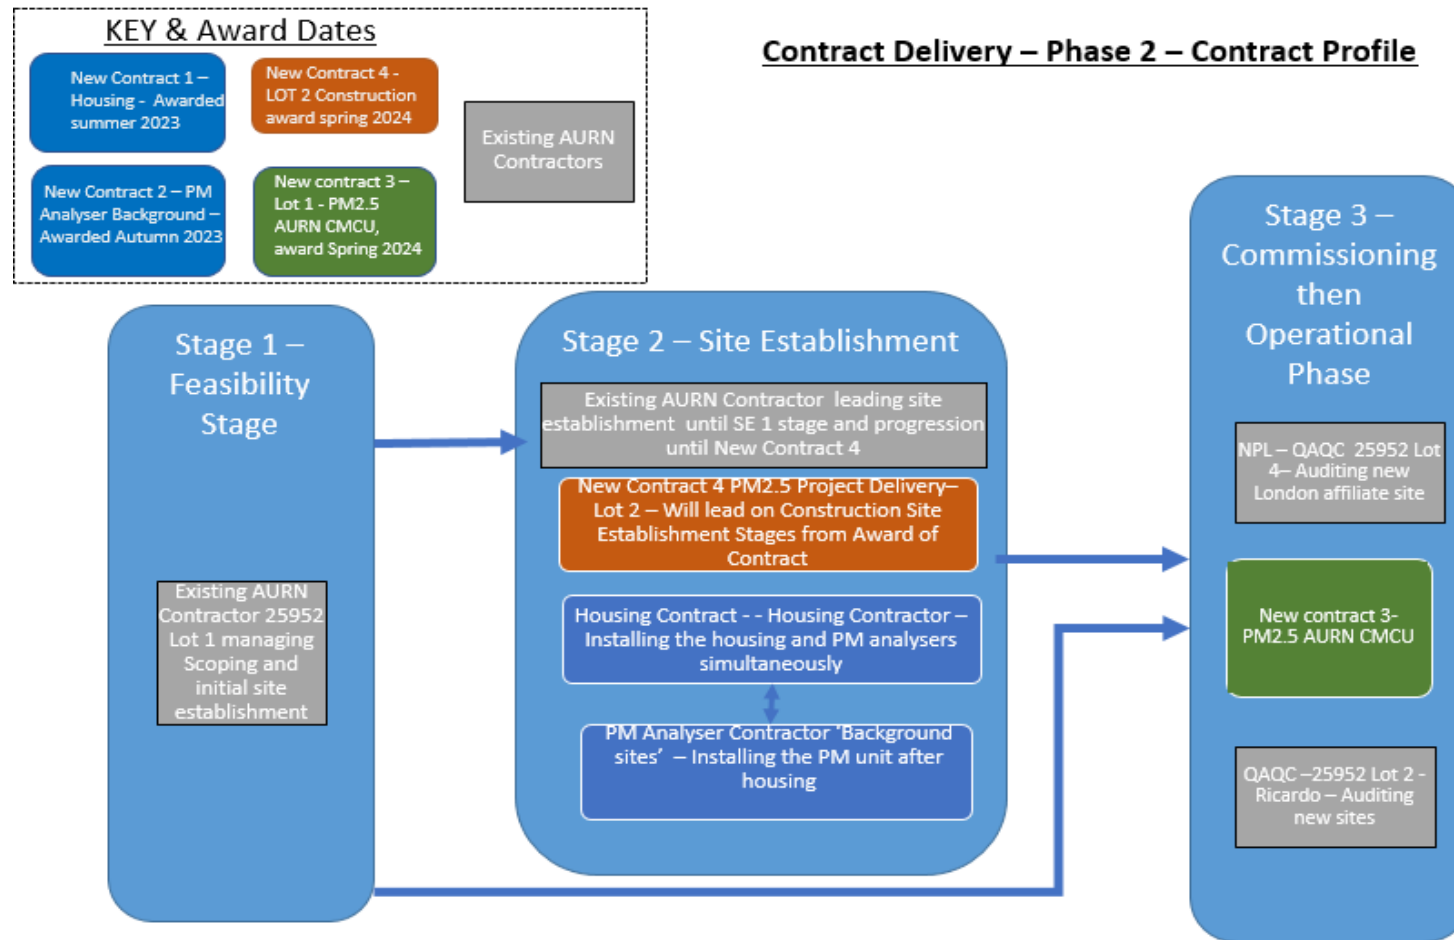 KEY & Award Dates
New Contract 1 –
Housing - Awarded
summer 2023
New Contract 4 -
LOT 2 Construction
award spring 2024
Existing AURN
Contractors
New Contract 2 – PM
Analyser Background –
Awarded Autumn 2023
New contract 3 –
Lot 1 - PM2.5
AURN CMCU,
award Spring 2024
Contract Delivery – Phase 2 – Contract Profile
Stage 1 –
Feasibility
Stage
Existing AURN
Contractor 25952
Lot 1 managing
Scoping and
initial site
establishment
Stage 2 – Site Establishment
Existing AURN Contractor leading site
establishment until SE 1 stage and progression
until New Contract 4
New Contract 4 PM2.5 Project Delivery–
Lot 2 – Will lead on Construction Site
Establishment Stages from Award of
Contract
Housing Contract - - Housing Contractor –
Installing the housing and PM analysers
simultaneously
PM Analyser Contractor ‘Background
sites’ – Installing the PM unit after
housing
Stage 3 –
Commissioning
then
Operational
Phase
NPL – QAQC 25952 Lot
4– Auditing new
London affiliate site
New contract 3-
PM2.5 AURN CMCU
QAQC –25952 Lot 2 -
Ricardo – Auditing
new sites